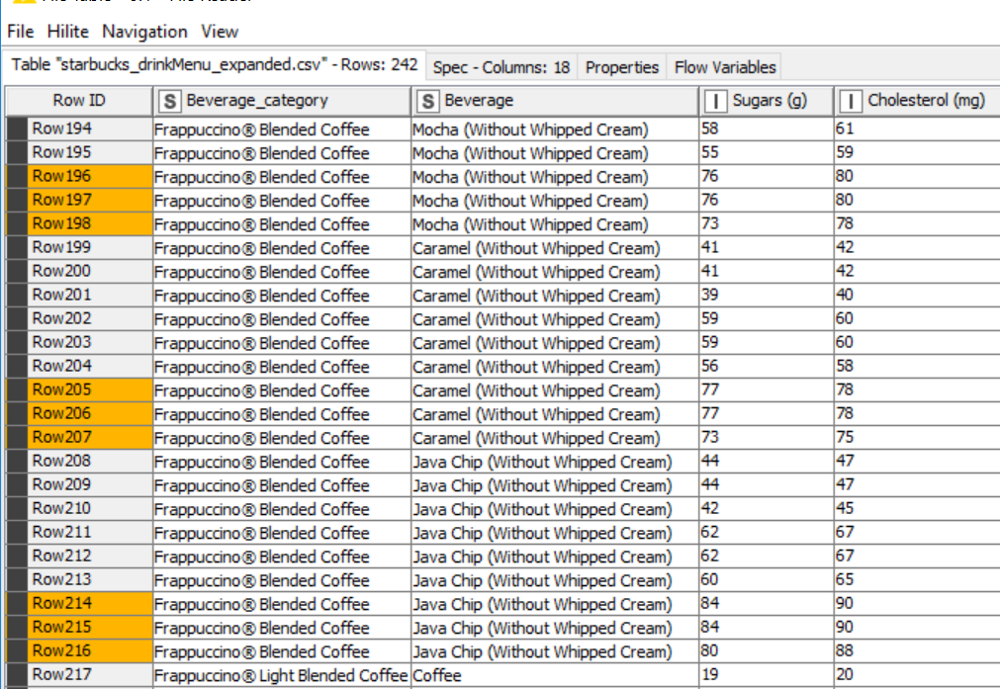 File Hilite Navigation View
Table "starbucks_drinkMenu_expanded.csv" - Rows: 242 Spec - Columns: 18 Properties Flow Variables
Row ID S Beverage_category S Beverage I Sugars (g) I Cholesterol (mg)
Row194 Frappuccino® Blended Coffee Mocha (Without Whipped Cream) 58 61
Row195 Frappuccino® Blended Coffee Mocha (Without Whipped Cream) 55 59
Row196 Frappuccino® Blended Coffee Mocha (Without Whipped Cream) 76 80
Row197 Frappuccino® Blended Coffee Mocha (Without Whipped Cream) 76 80
Row198 Frappuccino® Blended Coffee Mocha (Without Whipped Cream) 73 78
Row199 Frappuccino® Blended Coffee Caramel (Without Whipped Cream) 41 42
Row200 Frappuccino® Blended Coffee Caramel (Without Whipped Cream) 41 42
Row201 Frappuccino® Blended Coffee Caramel (Without Whipped Cream) 39 40
Row202 Frappuccino® Blended Coffee Caramel (Without Whipped Cream) 59 60
Row203 Frappuccino® Blended Coffee Caramel (Without Whipped Cream) 59 60
Row204 Frappuccino® Blended Coffee Caramel (Without Whipped Cream) 56 58
Row205 Frappuccino® Blended Coffee Caramel (Without Whipped Cream) 77 78
Row206 Frappuccino® Blended Coffee Caramel (Without Whipped Cream) 77 78
Row207 Frappuccino® Blended Coffee Caramel (Without Whipped Cream) 73 75
Row208 Frappuccino® Blended Coffee Java Chip (Without Whipped Cream) 44 47
Row209 Frappuccino® Blended Coffee Java Chip (Without Whipped Cream) 44 47
Row210 Frappuccino® Blended Coffee Java Chip (Without Whipped Cream) 42 45
Row211 Frappuccino® Blended Coffee Java Chip (Without Whipped Cream) 62 67
Row212 Frappuccino® Blended Coffee Java Chip (Without Whipped Cream) 62 67
Row213 Frappuccino® Blended Coffee Java Chip (Without Whipped Cream) 60 65
Row214 Frappuccino® Blended Coffee Java Chip (Without Whipped Cream) 84 90
Row215 Frappuccino® Blended Coffee Java Chip (Without Whipped Cream) 84 90
Row216 Frappuccino® Blended Coffee Java Chip (Without Whipped Cream) 80 88
Row217 Frappuccino® Light Blended Coffee Coffee 19 20